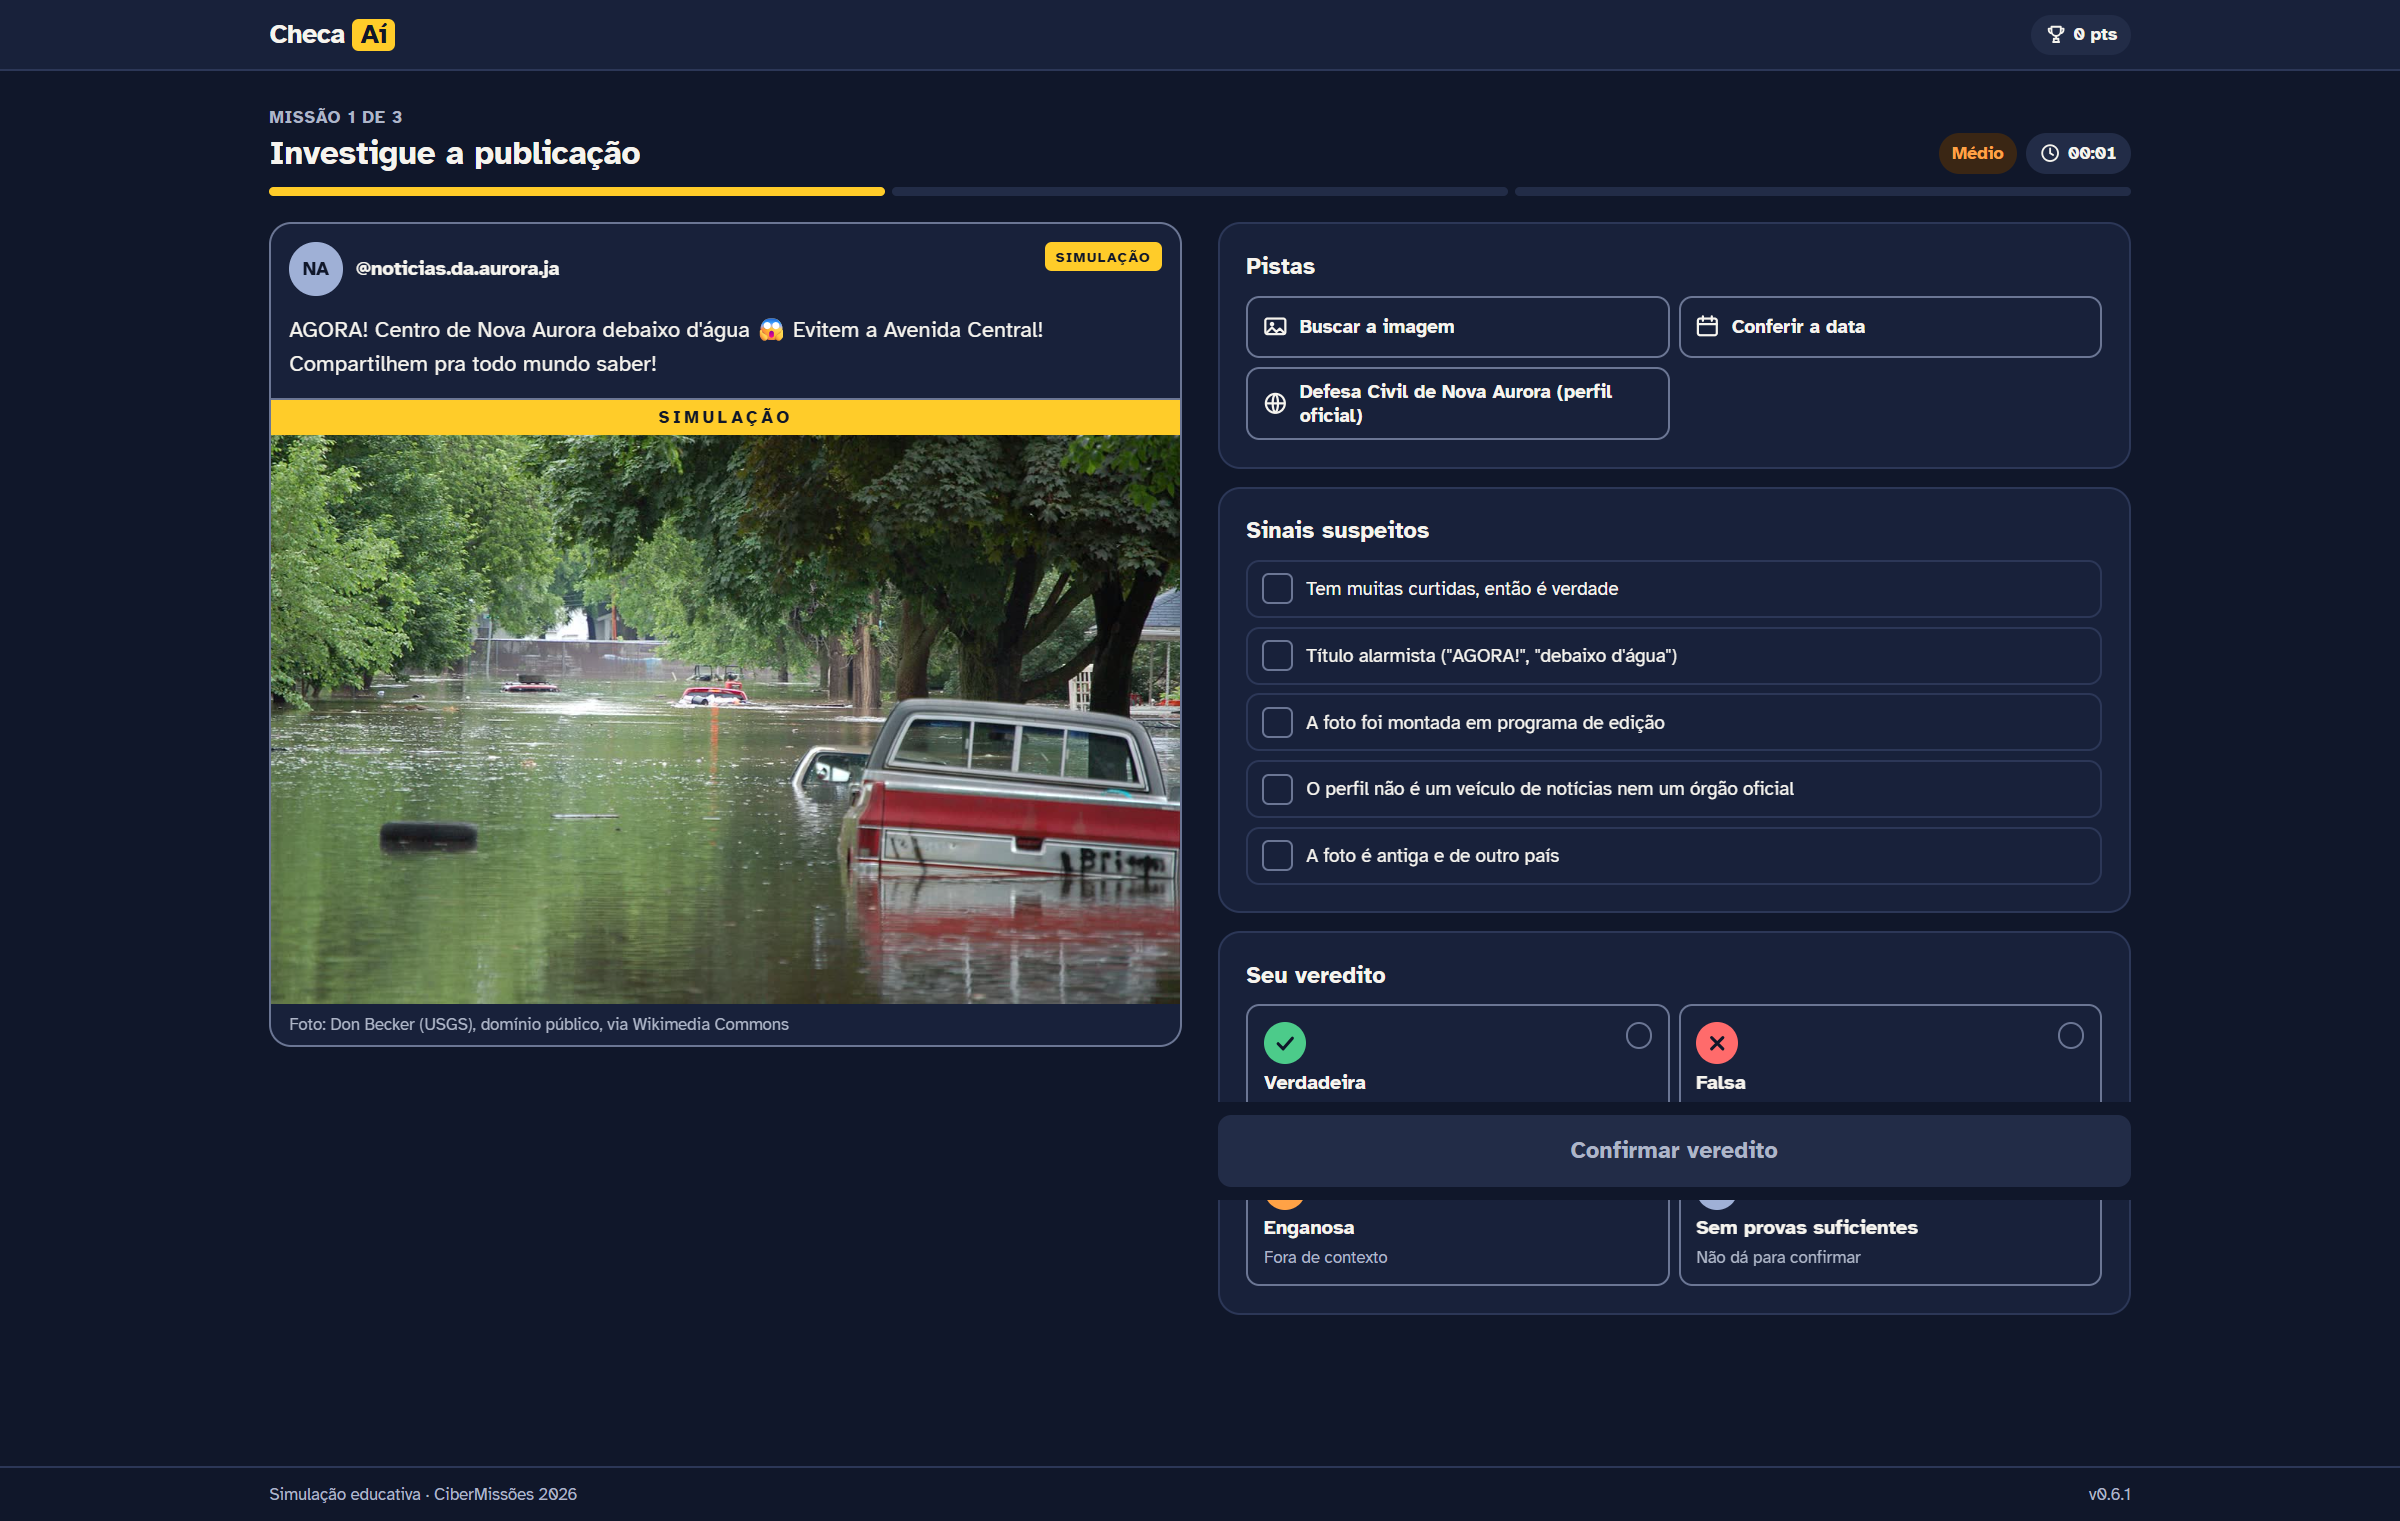 Checa Aí
0 pts
MISSÃO 1 DE 3
Investigue a publicação
Médio
00:01
NA
@noticias.da.aurora.ja
SIMULAÇÃO
AGORA! Centro de Nova Aurora debaixo d'água 😱 Evitem a Avenida Central!
Compartilhem pra todo mundo saber!
SIMULAÇÃO
Foto: Don Becker (USGS), domínio público, via Wikimedia Commons
Pistas
Buscar a imagem
Conferir a data
Defesa Civil de Nova Aurora (perfil
oficial)
Sinais suspeitos
Tem muitas curtidas, então é verdade
Título alarmista ("AGORA!", "debaixo d'água")
A foto foi montada em programa de edição
O perfil não é um veículo de notícias nem um órgão oficial
A foto é antiga e de outro país
Seu veredito
Verdadeira
Falsa
Confirmar veredito
Enganosa
Fora de contexto
Sem provas suficientes
Não dá para confirmar
Simulação educativa · CiberMissões 2026
v0.6.1